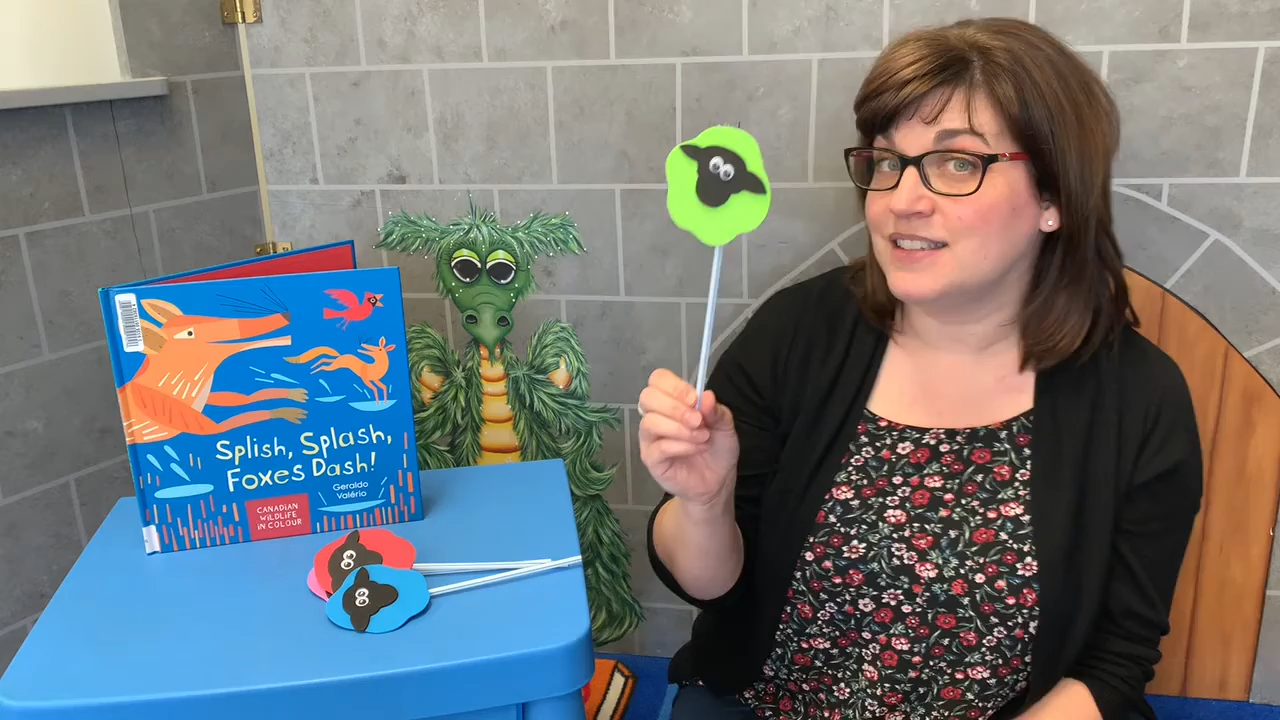 Splish, Splash,
Foxes Dash!
Geraldo
Valério
CANADIAN
WILDLIFE
IN COLOUR